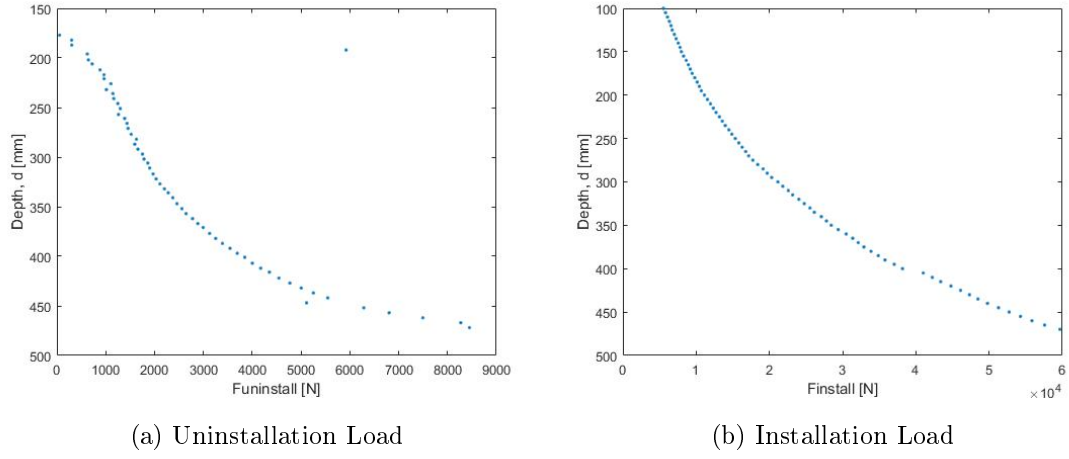 150
200
250
300
350
400
450
500
Depth, d [mm]
0 1000 2000 3000 4000 5000 6000 7000 8000 9000
Funinstall [N]
(a) Uninstallation Load
100
150
200
250
300
350
400
450
500
Depth, d [mm]
0 1 2 3 4 5 6
Finstall [N]
×10⁴
(b) Installation Load